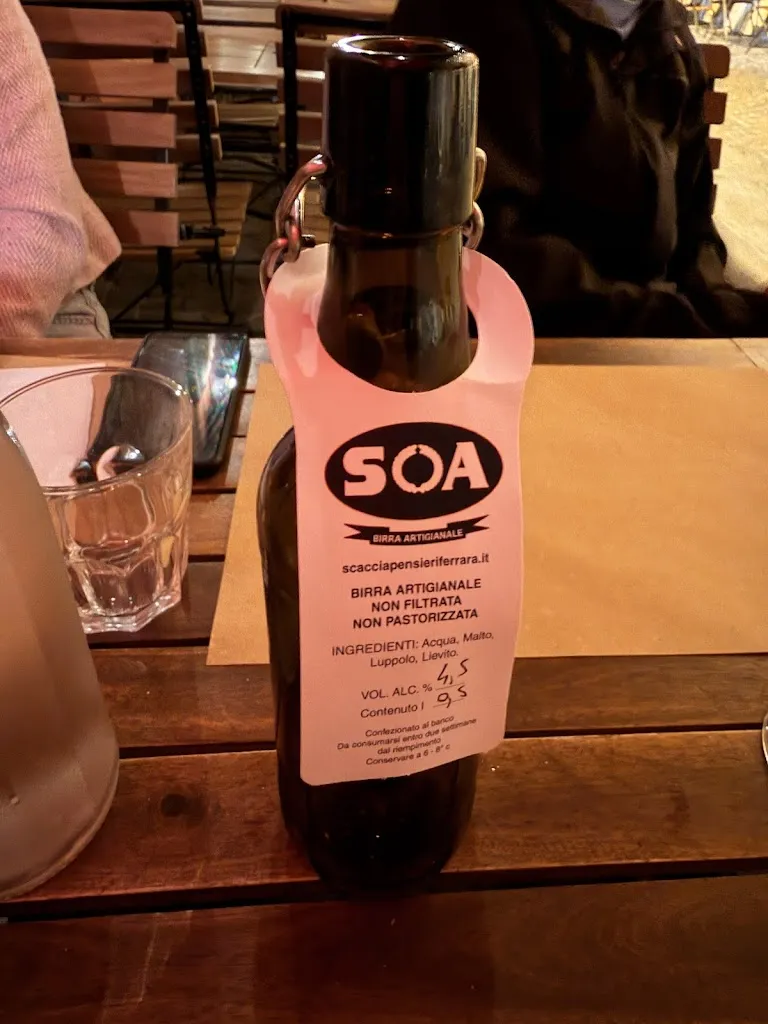 SOA
BIRRA ARTIGIANALE
scacciapensieriferrara.it
BIRRA ARTIGIANALE
NON FILTRATA
NON PASTORIZZATA
INGREDIENTI: Acqua, Malto,
Luppolo, Lievito.
VOL. ALC. % 4,5
Contenuto l 0,5
Confezionato al banco
Da consumarsi entro due settimane
dal riempimento
Conservare a 6 - 8° c